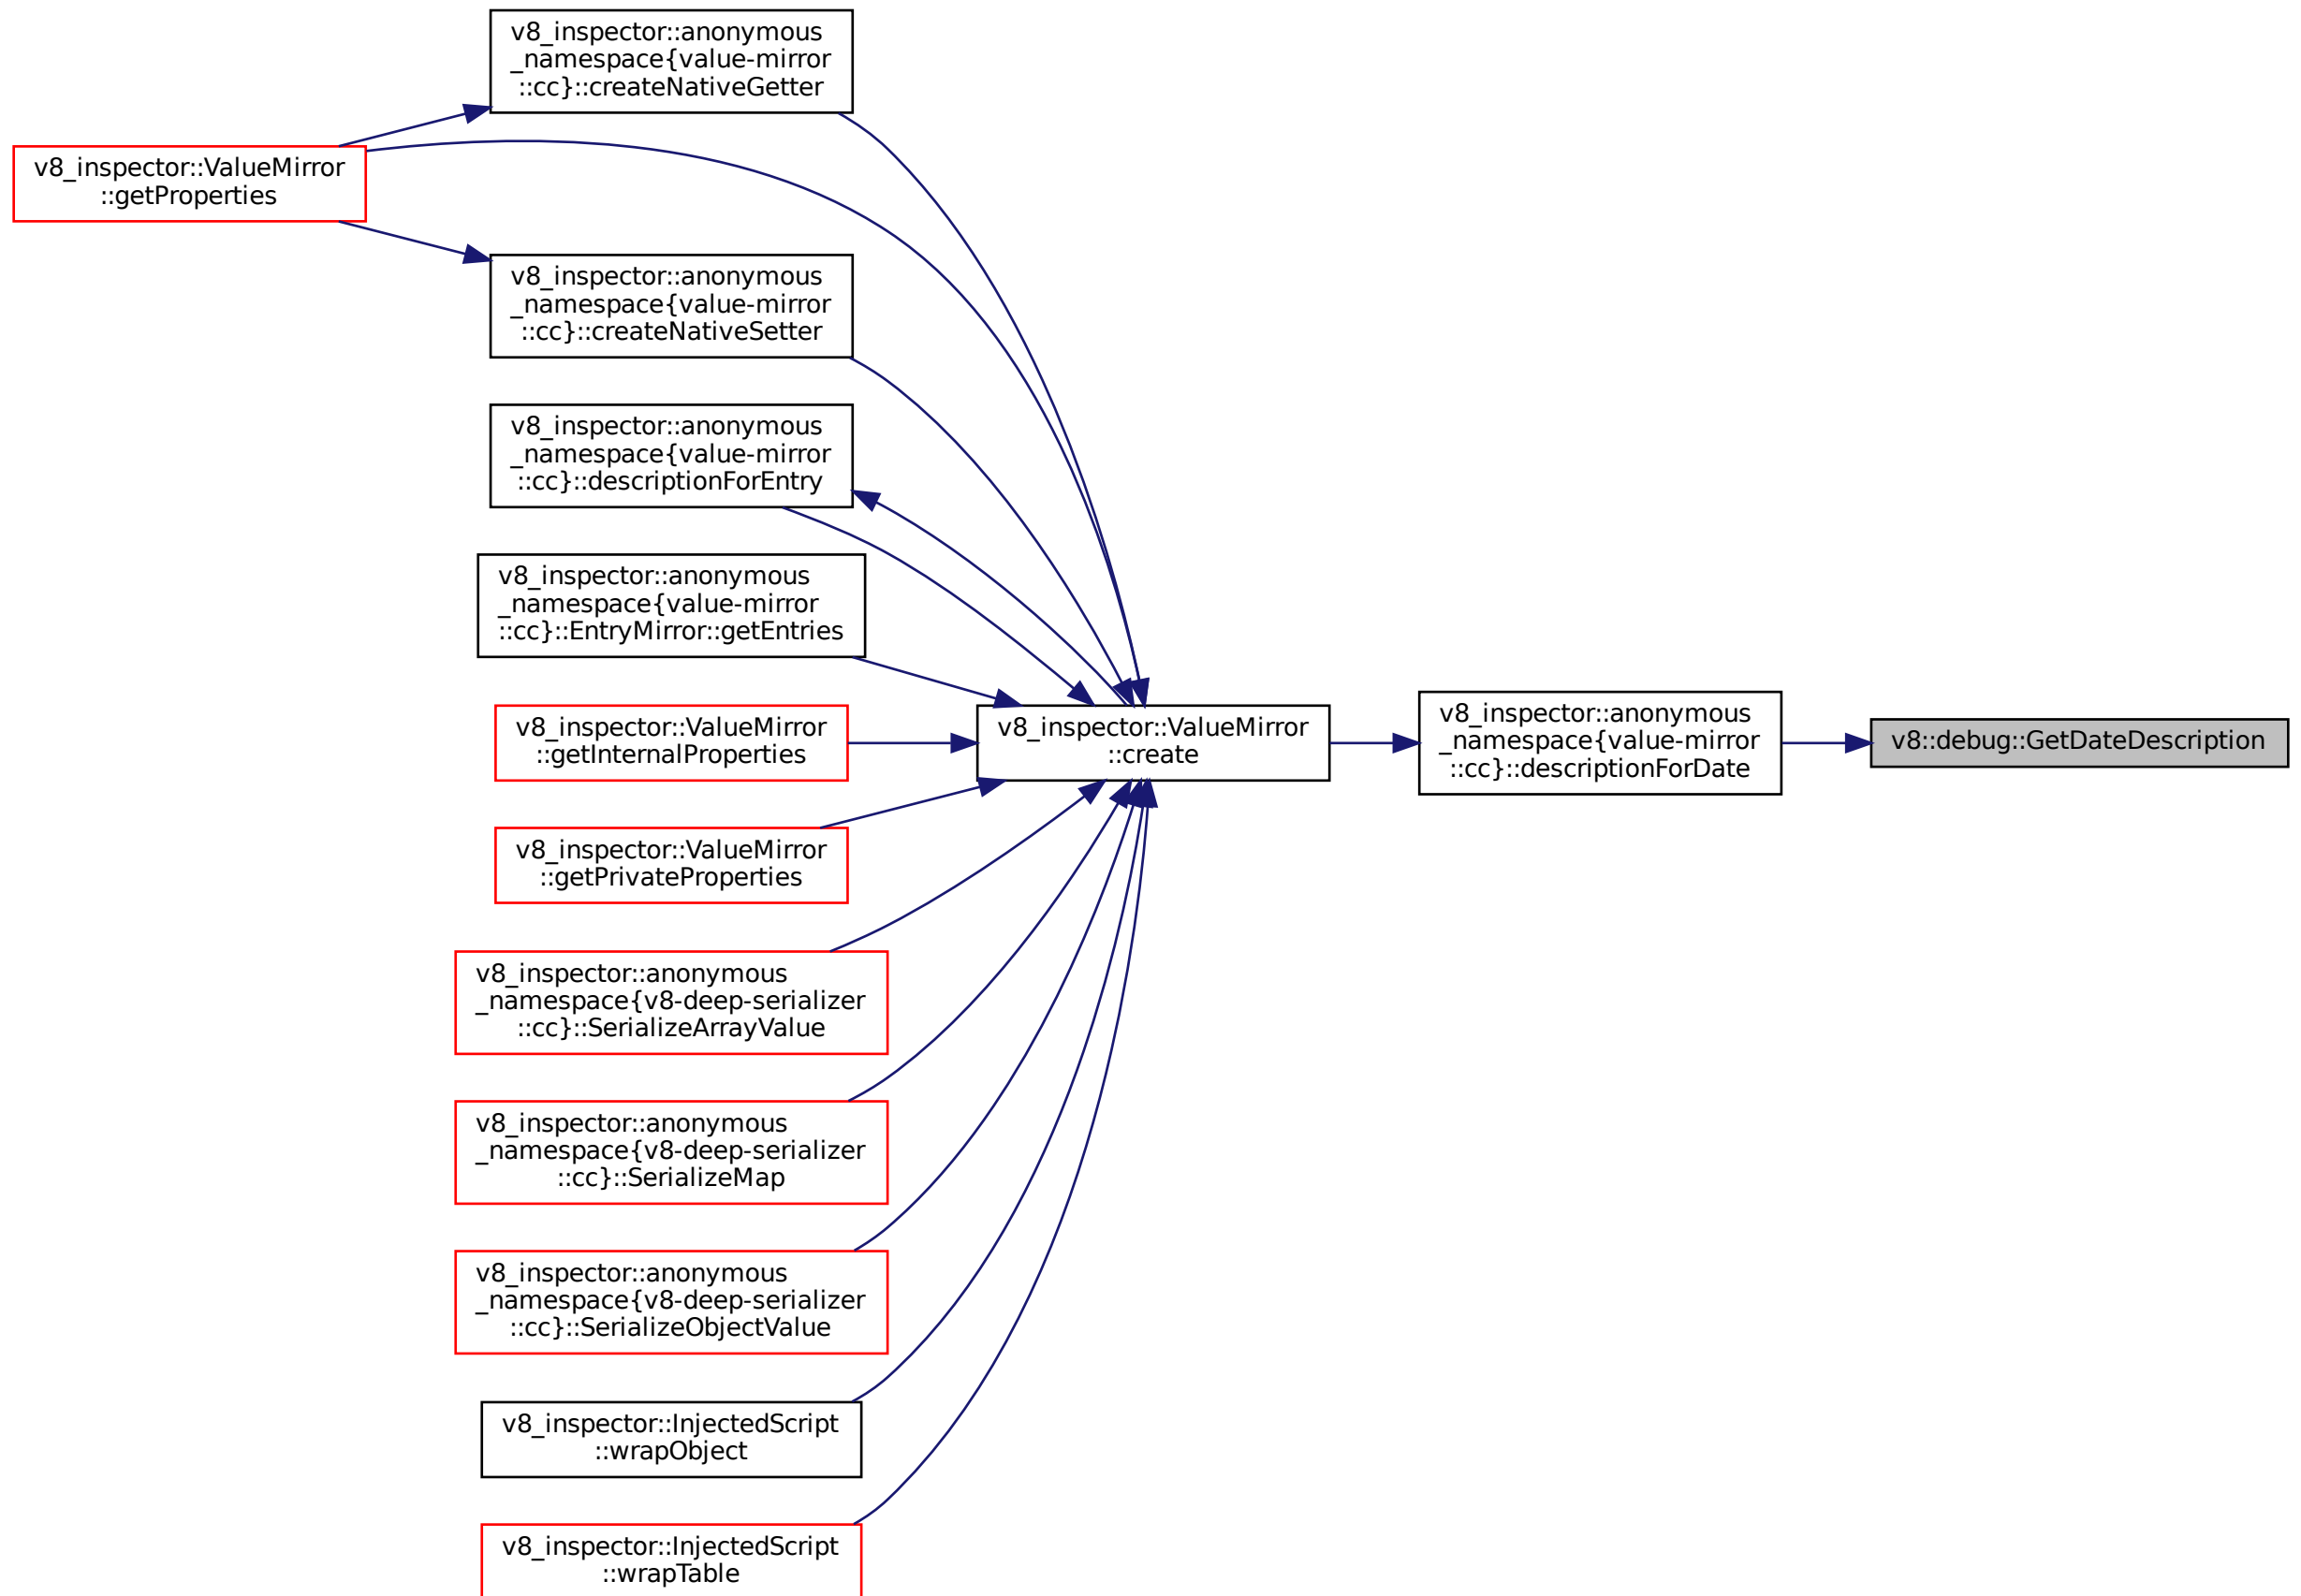 v8_inspector::anonymous
_namespace{value-mirror
::cc}::createNativeGetter
v8_inspector::ValueMirror
::getProperties
v8_inspector::anonymous
_namespace{value-mirror
::cc}::createNativeSetter
v8_inspector::anonymous
_namespace{value-mirror
::cc}::descriptionForEntry
v8_inspector::anonymous
_namespace{value-mirror
::cc}::EntryMirror::getEntries
v8_inspector::ValueMirror
::getInternalProperties
v8_inspector::ValueMirror
::create
v8_inspector::anonymous
_namespace{value-mirror
::cc}::descriptionForDate
v8::debug::GetDateDescription
v8_inspector::ValueMirror
::getPrivateProperties
v8_inspector::anonymous
_namespace{v8-deep-serializer
::cc}::SerializeArrayValue
v8_inspector::anonymous
_namespace{v8-deep-serializer
::cc}::SerializeMap
v8_inspector::anonymous
_namespace{v8-deep-serializer
::cc}::SerializeObjectValue
v8_inspector::InjectedScript
::wrapObject
v8_inspector::InjectedScript
::wrapTable